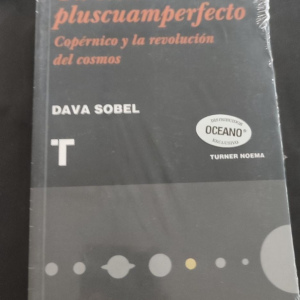 pluscuamperfecto
Copérnico y la revolución
del cosmos
DAVA SOBEL
OCEANO
T
TURNER NOEMA